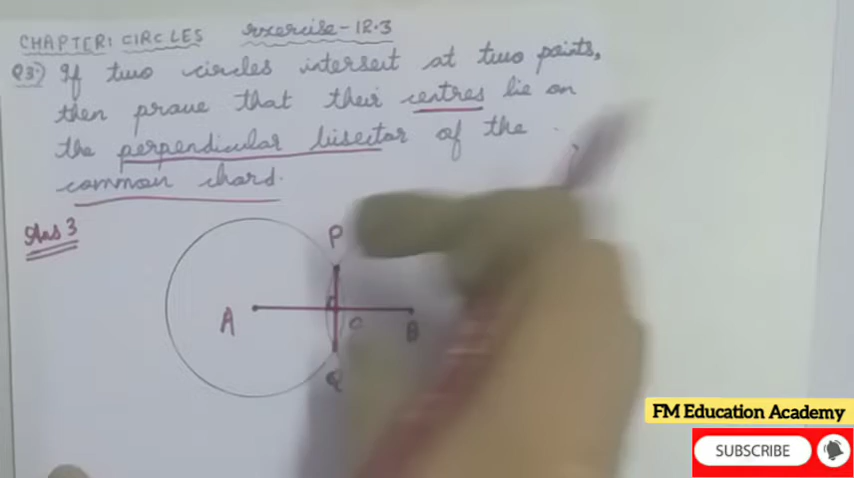 CHAPTER: CIRCLES exercise-12.3
Q3.) If two circles intersect at two points,
then prove that their centres lie on
the perpendicular bisector of the
common chord.
Ans 3
P
A
O
B
Q
FM Education Academy
SUBSCRIBE